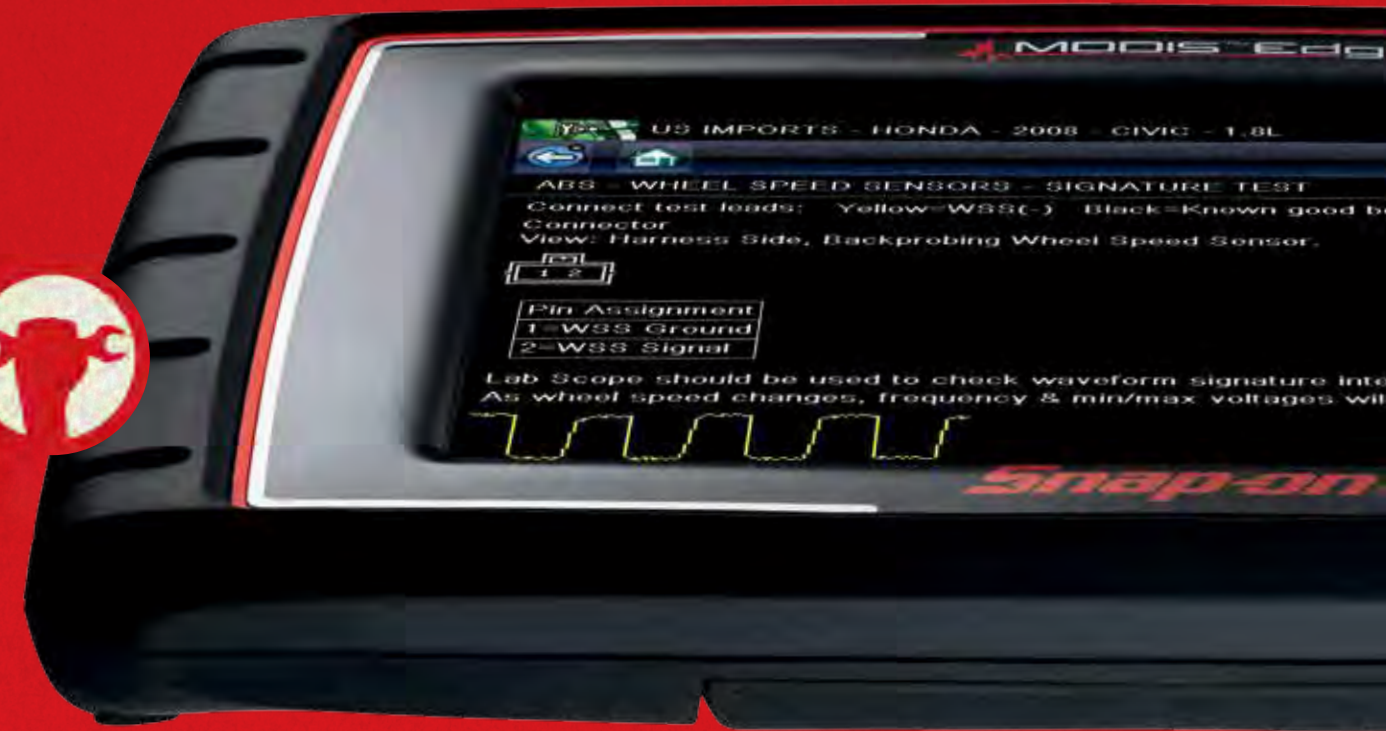 MODIS™ Edg
US IMPORTS - HONDA - 2008 - CIVIC - 1.8L
ABS - WHEEL SPEED SENSORS - SIGNATURE TEST
Connect test leads: Yellow=WSS(-) Black=Known good b
Connector
View: Harness Side, Backprobing Wheel Speed Sensor.
1 2
Pin Assignment
1=WSS Ground
2=WSS Signal
Lab Scope should be used to check waveform signature inte
As wheel speed changes, frequency & min/max voltages wil
Snap-on